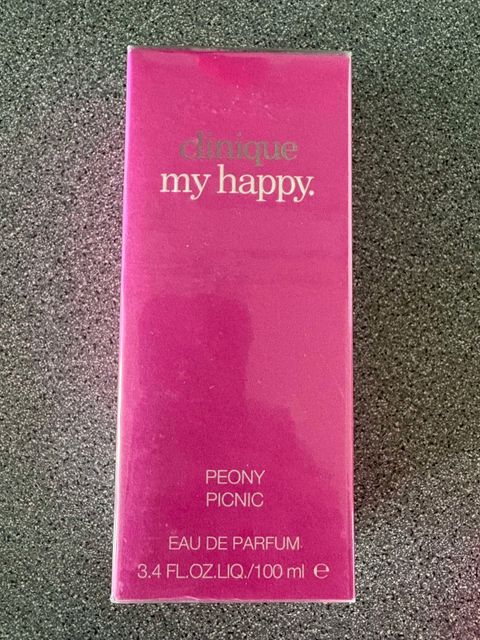 clinique
my happy.
PEONY
PICNIC
EAU DE PARFUM
3.4 FL.OZ.LIQ./100 ml ℮